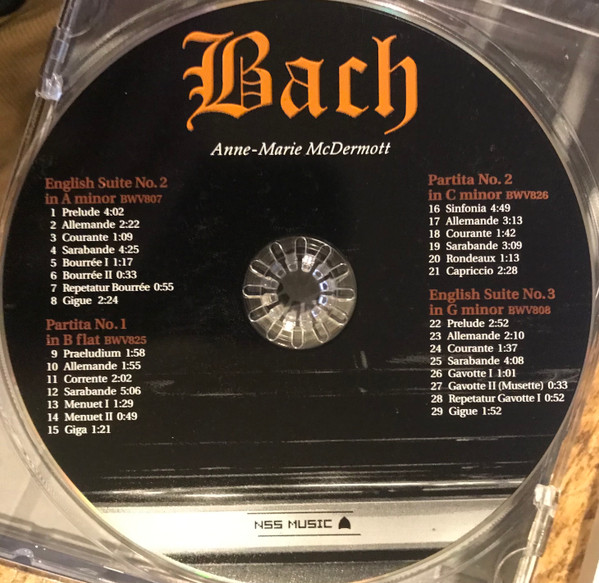 Bach
Anne-Marie McDermott
English Suite No. 2
in A minor BWV807
1 Prelude 4:02
2 Allemande 2:22
3 Courante 1:09
4 Sarabande 4:25
5 Bourrée I 1:17
6 Bourrée II 0:33
7 Repetatur Bourrée 0:55
8 Gigue 2:24
Partita No. 1
in B flat BWV825
9 Praeludium 1:58
10 Allemande 1:55
11 Corrente 2:02
12 Sarabande 5:06
13 Menuet I 1:29
14 Menuet II 0:49
15 Giga 1:21
Partita No. 2
in C minor BWV826
16 Sinfonia 4:49
17 Allemande 3:13
18 Courante 1:42
19 Sarabande 3:09
20 Rondeaux 1:13
21 Capriccio 2:28
English Suite No. 3
in G minor BWV808
22 Prelude 2:52
23 Allemande 2:10
24 Courante 1:37
25 Sarabande 4:08
26 Gavotte I 1:01
27 Gavotte II (Musette) 0:33
28 Repetatur Gavotte I 0:52
29 Gigue 1:52
NSS MUSIC